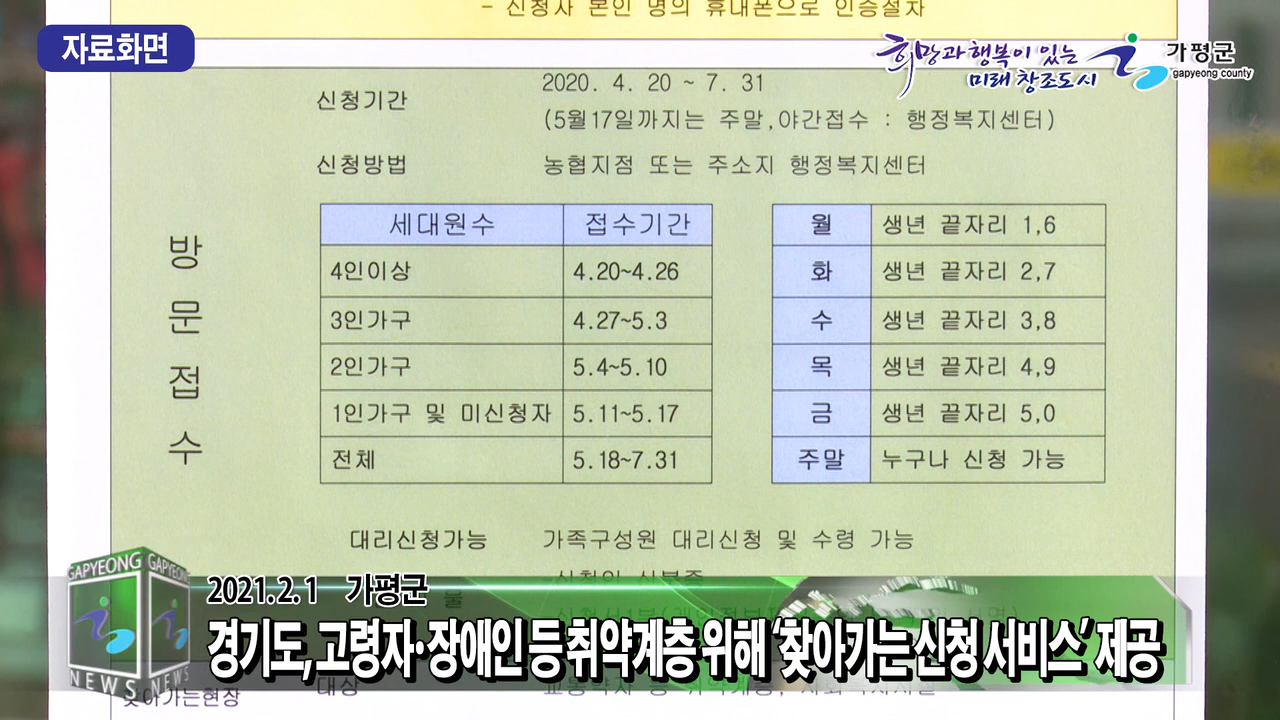 - 신청자 본인 명의 휴대폰으로 인증절차
자료화면
희망과 행복이 있는
미래 창조도시
가평군
gapyeong county
신청기간
2020. 4. 20 ~ 7. 31
(5월17일까지는 주말,야간접수 : 행정복지센터)
신청방법
농협지점 또는 주소지 행정복지센터
방문접수
세대원수 접수기간
4인이상 4.20~4.26
3인가구 4.27~5.3
2인가구 5.4~5.10
1인가구 및 미신청자 5.11~5.17
전체 5.18~7.31
월 생년 끝자리 1,6
화 생년 끝자리 2,7
수 생년 끝자리 3,8
목 생년 끝자리 4,9
금 생년 끝자리 5,0
주말 누구나 신청 가능
대리신청가능
가족구성원 대리신청 및 수령 가능
GAPYEONG GAPYEONG
2021.2.1 가평군
경기도, 고령자·장애인 등 취약계층 위해 ‘찾아가는 신청 서비스’ 제공
NEWS NEWS
찾아가는현장
대상